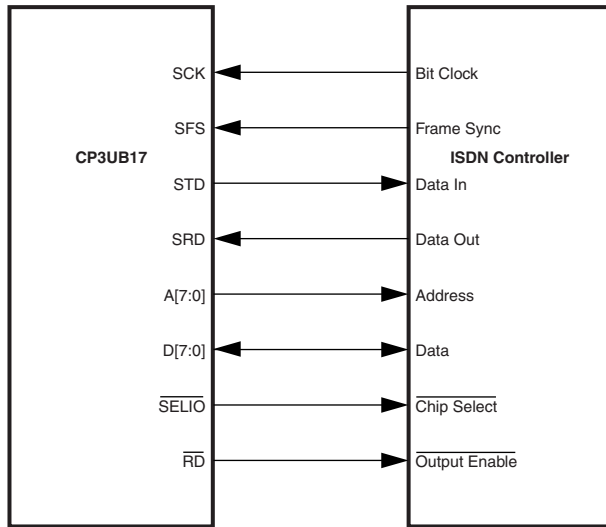 SCK Bit Clock
SFS Frame Sync
CP3UB17 ISDN Controller
STD Data In
SRD Data Out
A[7:0] Address
D[7:0] Data
SELIO Chip Select
RD Output Enable